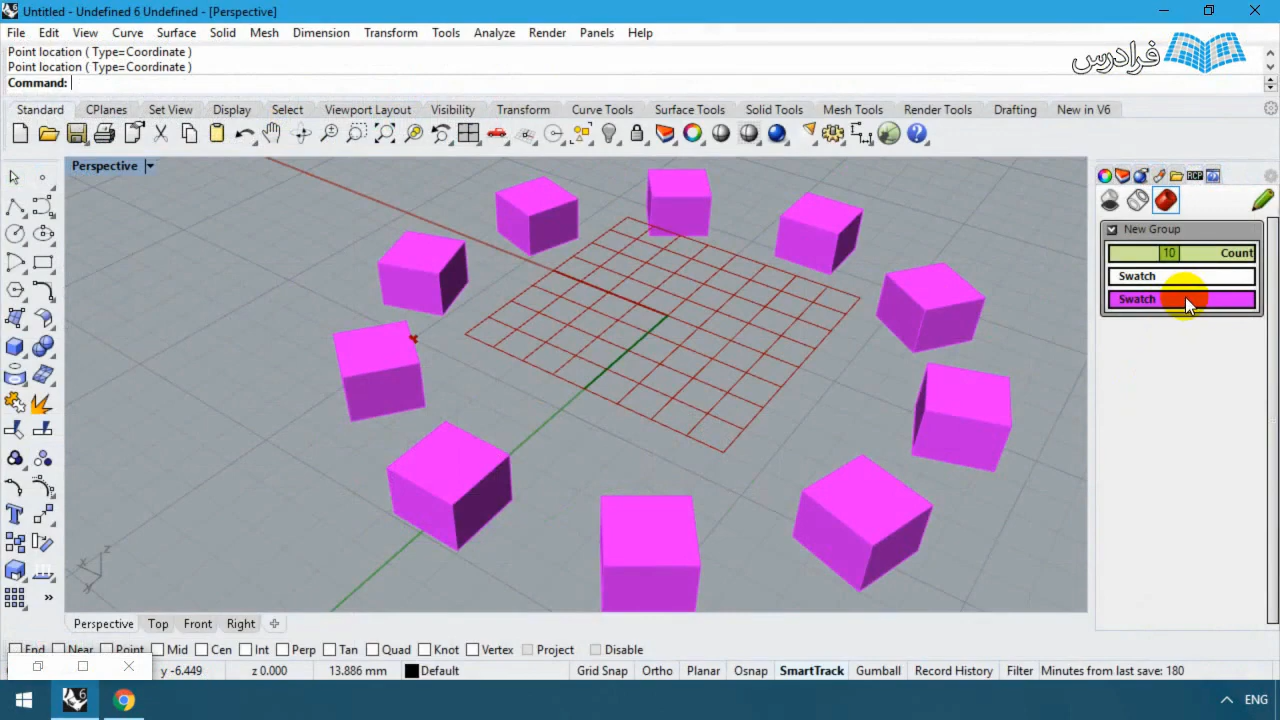 Untitled - Undefined 6 Undefined - [Perspective]
File Edit View Curve Surface Solid Mesh Dimension Transform Tools Analyze Render Panels Help
Point location ( Type=Coordinate )
Point location ( Type=Coordinate )
Command:
فرادرس
Standard CPlanes Set View Display Select Viewport Layout Visibility Transform Curve Tools Surface Tools Solid Tools Mesh Tools Render Tools Drafting New in V6
Perspective
RCP
New Group
10 Count
Swatch
Swatch
z
x
y
Perspective Top Front Right
End Near Point Mid Cen Int Perp Tan Quad Knot Vertex Project Disable
y -6.449 z 0.000 13.886 mm Default Grid Snap Ortho Planar Osnap SmartTrack Gumball Record History Filter Minutes from last save: 180
6
ENG